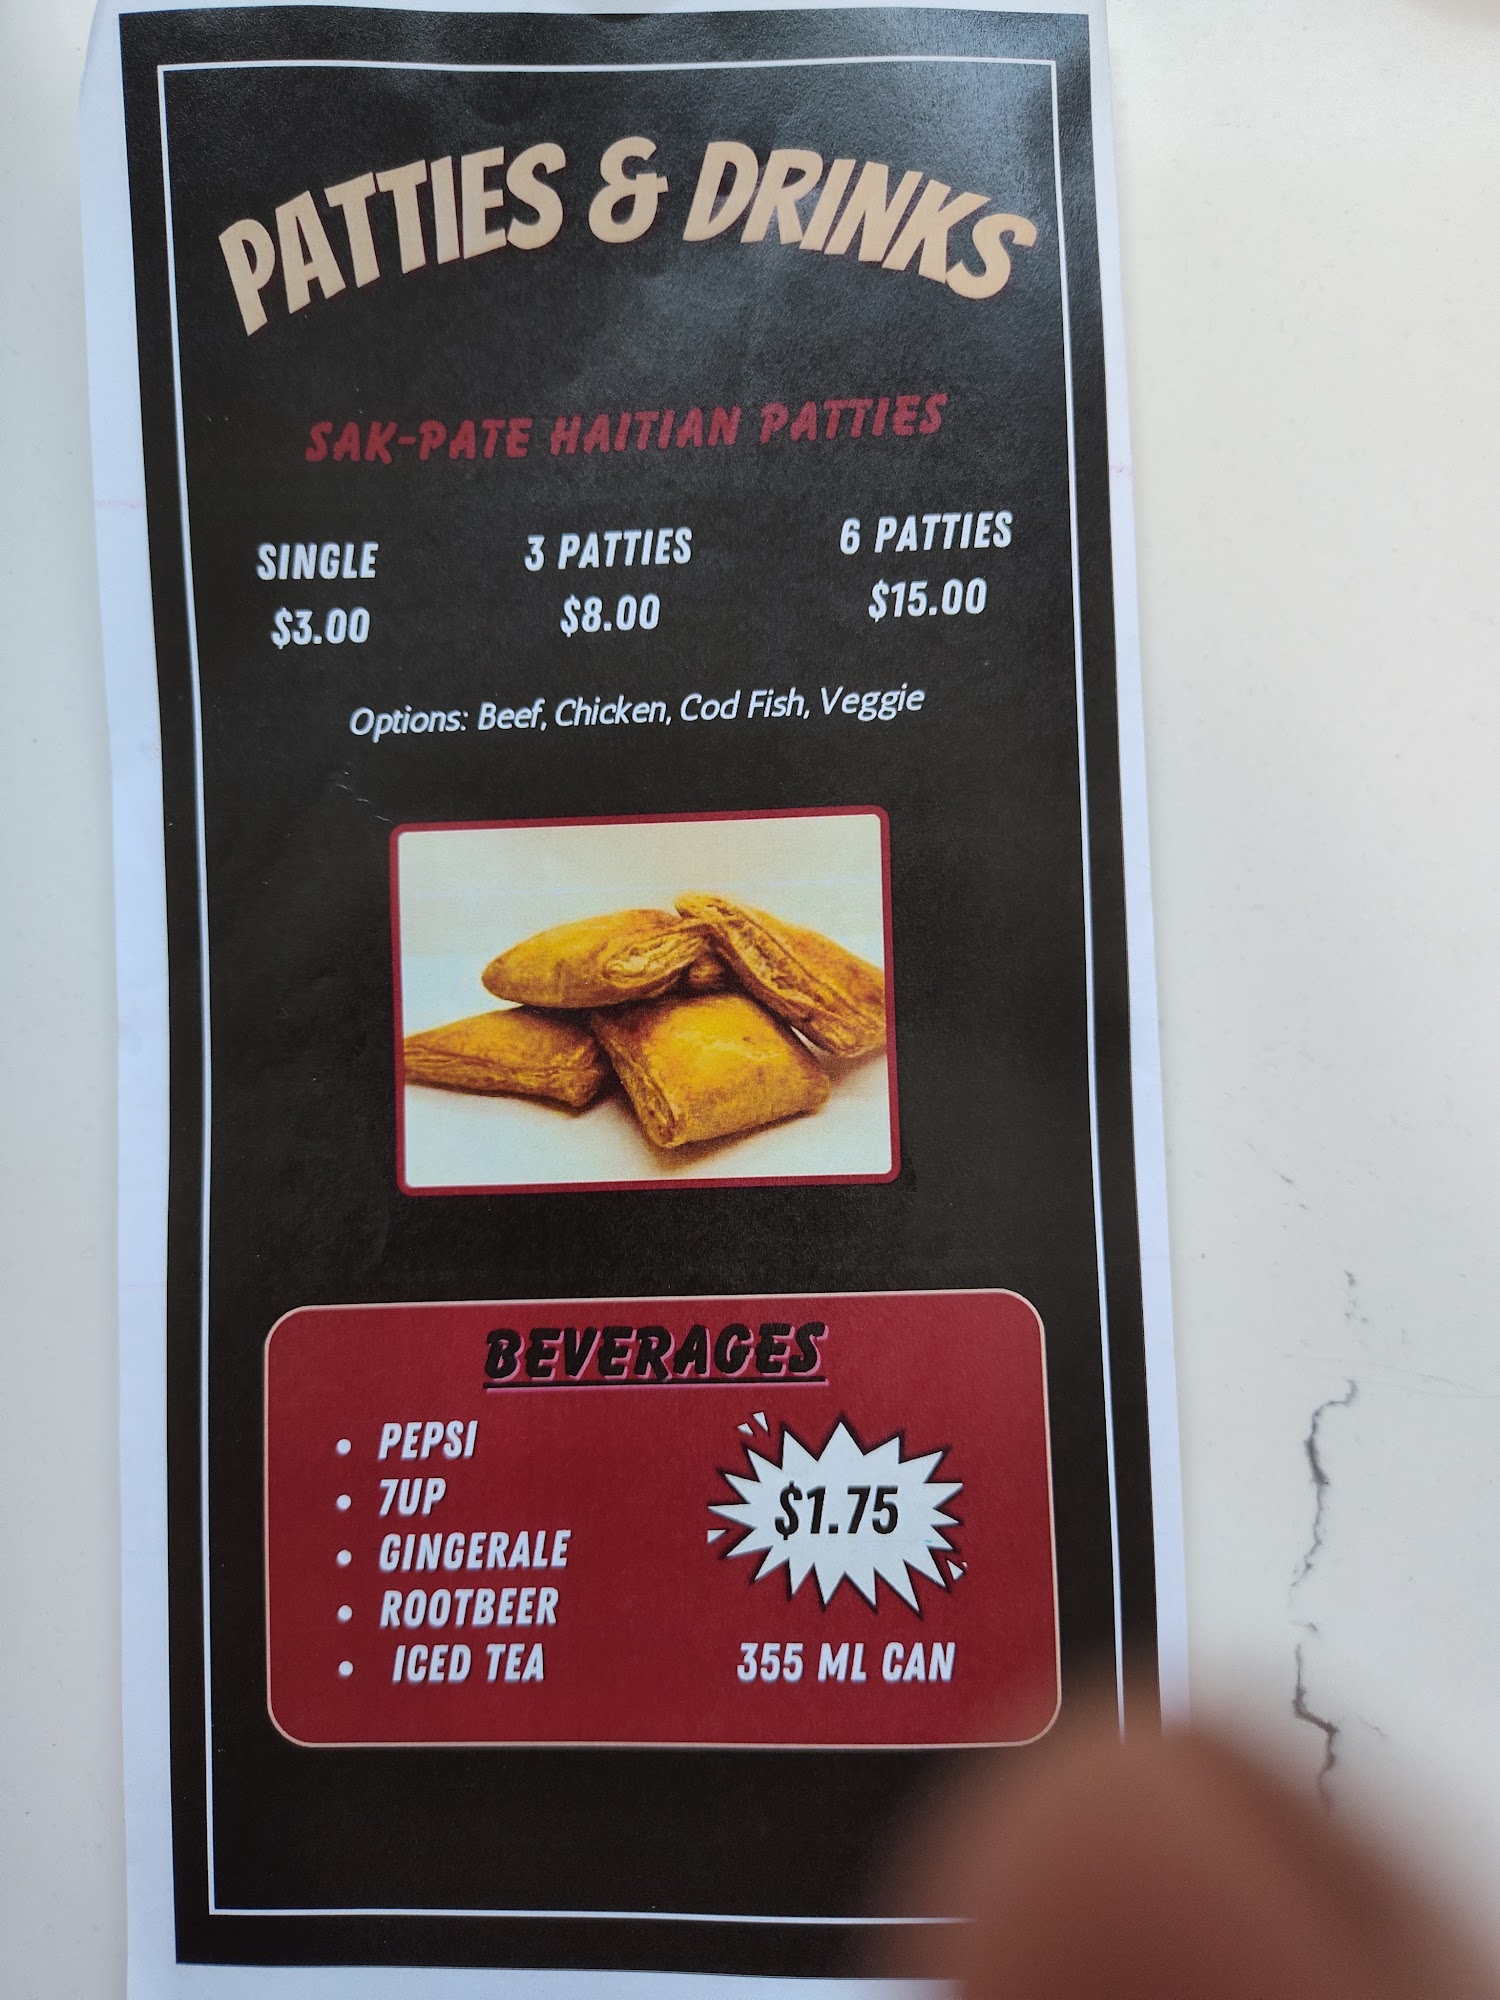 PATTIES & DRINKS
SAK-PATE HAITIAN PATTIES
SINGLE 3 PATTIES 6 PATTIES
$3.00 $8.00 $15.00
Options: Beef, Chicken, Cod Fish, Veggie
BEVERAGES
• PEPSI
• 7UP
• GINGERALE
• ROOTBEER
• ICED TEA
$1.75
355 ML CAN